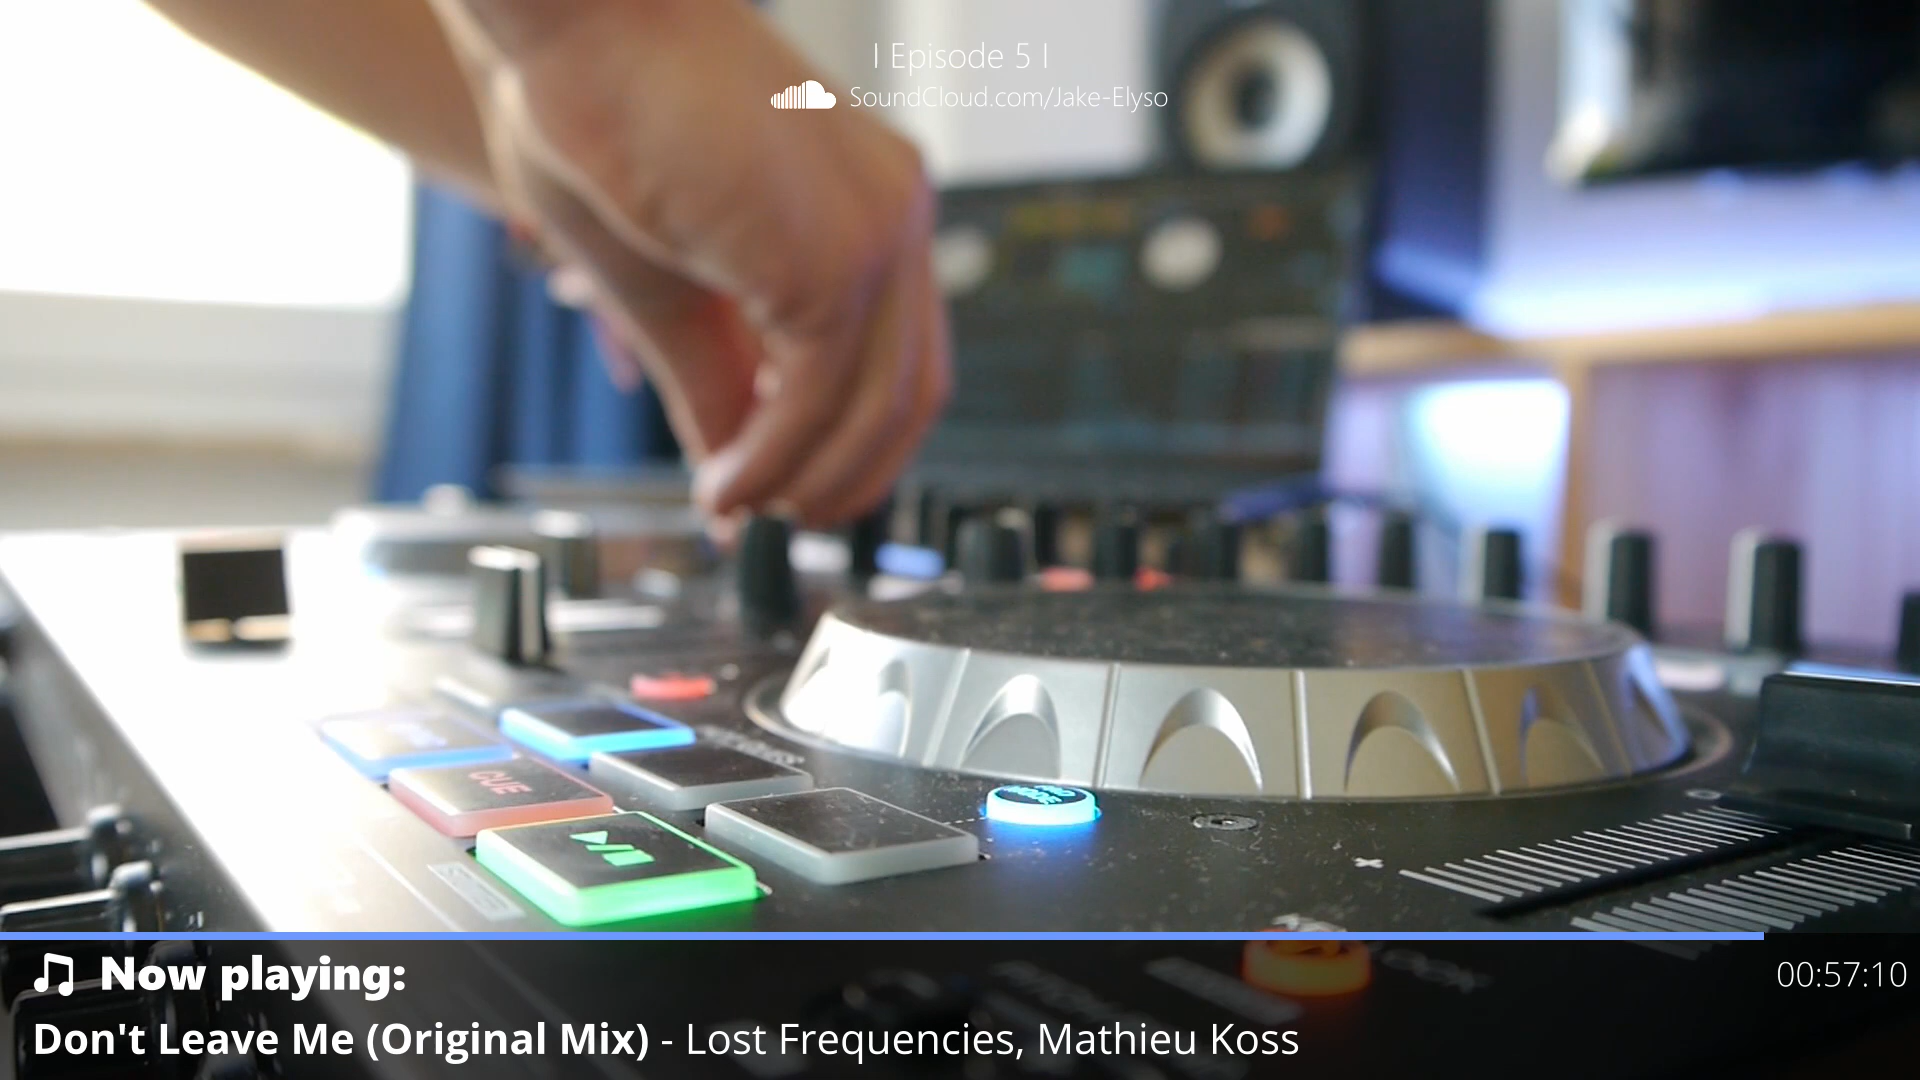 | Episode 5 |
SoundCloud.com/Jake-Elyso
CUE
MODE
Now playing:
00:57:10
Don't Leave Me (Original Mix) - Lost Frequencies, Mathieu Koss